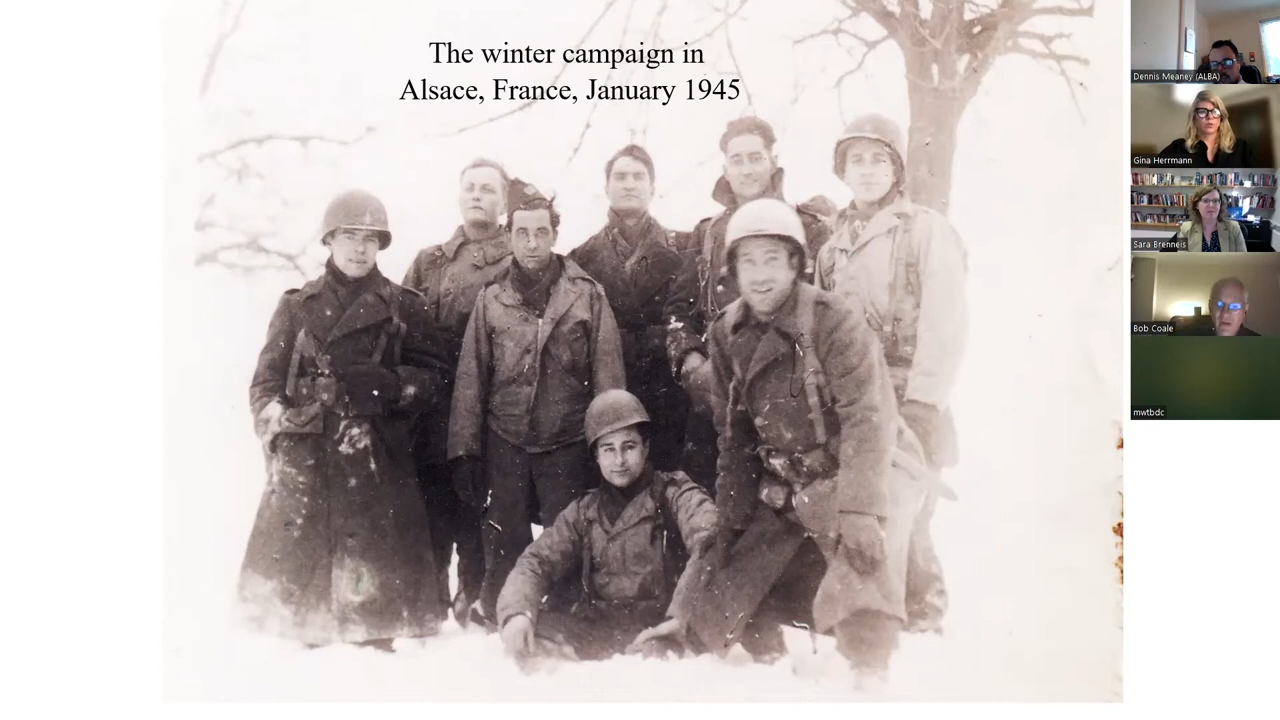 The winter campaign in
Alsace, France, January 1945
Dennis Meaney (ALBA)
Gina Herrmann
Sara Brenneis
Bob Coale
mwtbdc